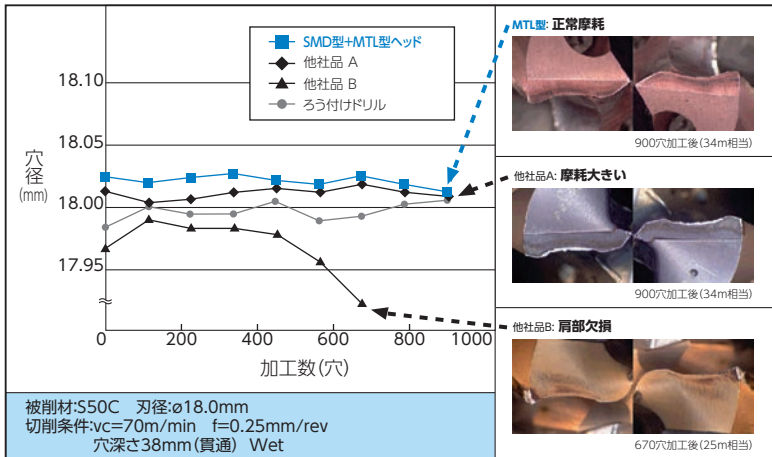 SMD型+MTL型ヘッド
他社品 A
他社品 B
ろう付けドリル
18.10
18.05
18.00
17.95
穴径
(mm)
0
200
400
600
800
1000
加工数(穴)
被削材:S50C 刃径:ø18.0mm
切削条件:vc=70m/min f=0.25mm/rev
穴深さ38mm(貫通) Wet
MTL型: 正常摩耗
900穴加工後(34m相当)
他社品A: 摩耗大きい
900穴加工後(34m相当)
他社品B: 肩部欠損
670穴加工後(25m相当)